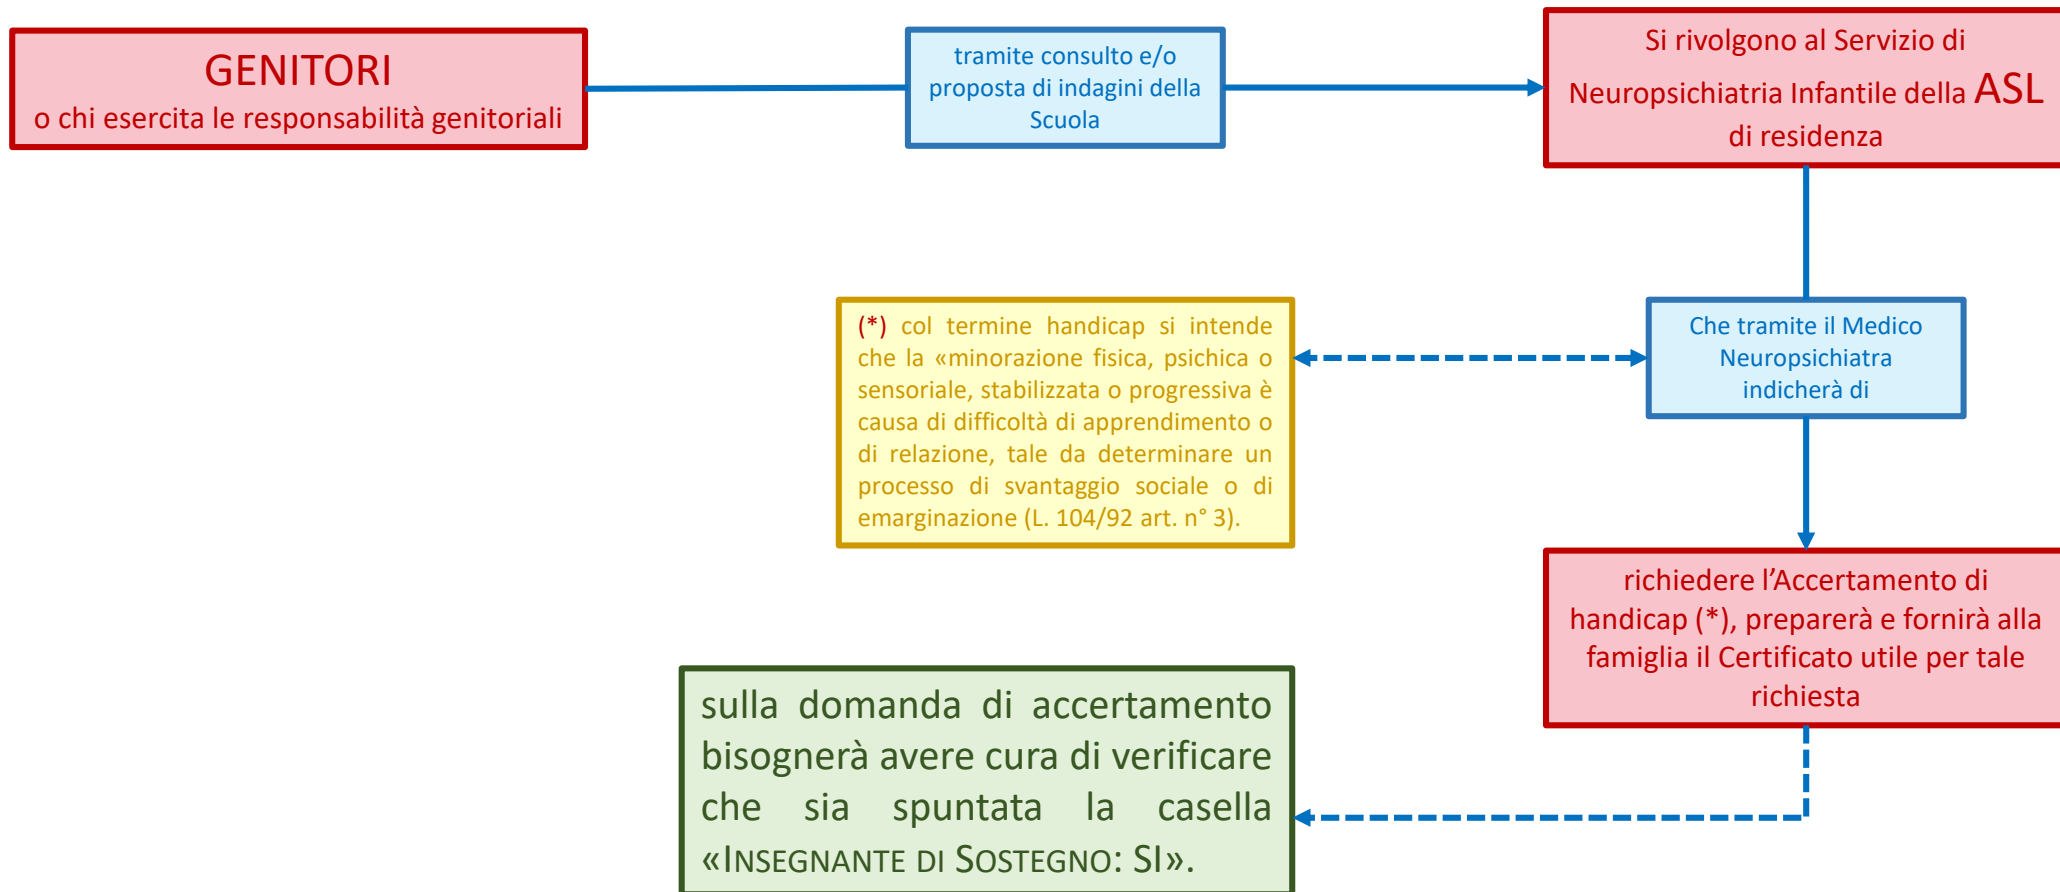 GENITORI
o chi esercita le responsabilità genitoriali
tramite consulto e/o
proposta di indagini della
Scuola
Si rivolgono al Servizio di
Neuropsichiatria Infantile della ASL
di residenza
(*) col termine handicap si intende
che la «minorazione fisica, psichica o
sensoriale, stabilizzata o progressiva è
causa di difficoltà di apprendimento o
di relazione, tale da determinare un
processo di svantaggio sociale o di
emarginazione (L. 104/92 art. n° 3).
Che tramite il Medico
Neuropsichiatra
indicherà di
richiedere l’Accertamento di
handicap (*), preparerà e fornirà alla
famiglia il Certificato utile per tale
richiesta
sulla domanda di accertamento
bisognerà avere cura di verificare
che sia spuntata la casella
«INSEGNANTE DI SOSTEGNO: SI».